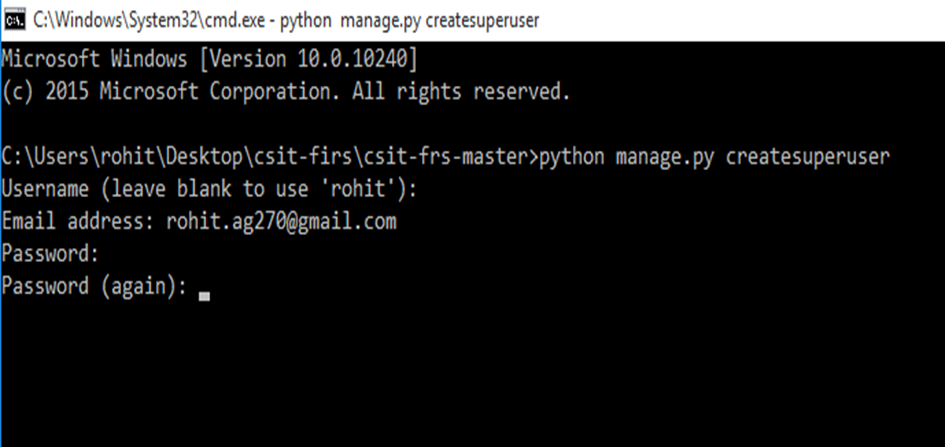 C:\Windows\System32\cmd.exe - python  manage.py createsuperuser
Microsoft Windows [Version 10.0.10240]
(c) 2015 Microsoft Corporation. All rights reserved.
C:\Users\rohit\Desktop\csit-firs\csit-frs-master>python manage.py createsuperuser
Username (leave blank to use 'rohit'):
Email address: rohit.ag270@gmail.com
Password:
Password (again):